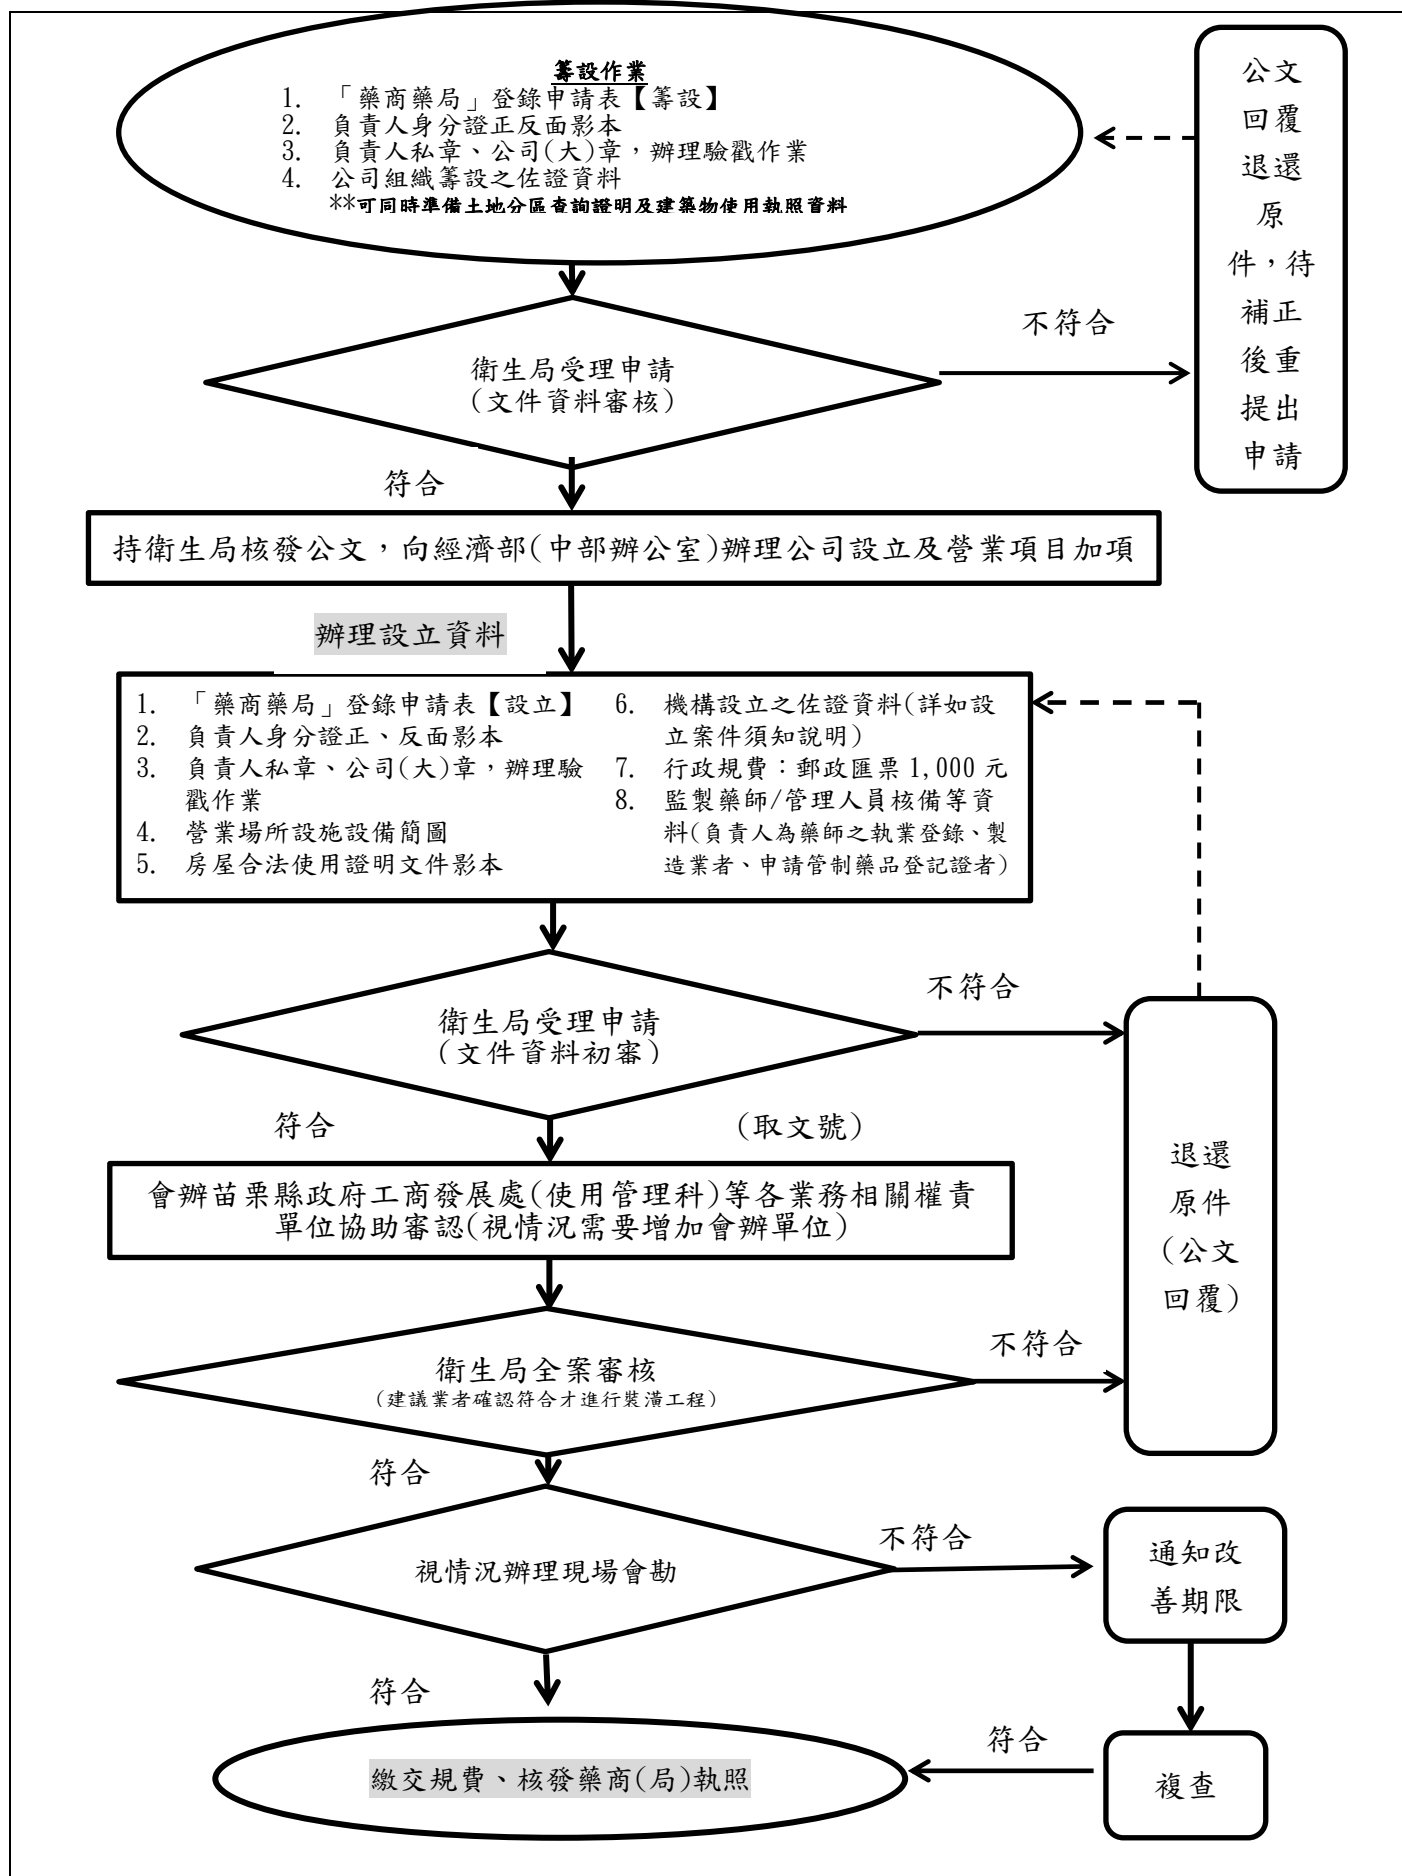 籌設作業
1. 「藥商藥局」登錄申請表【籌設】
2. 負責人身分證正反面影本
3. 負責人私章、公司(大)章，辦理驗戳作業
4. 公司組織籌設之佐證資料
**可同時準備土地分區查詢證明及建築物使用執照資料
公文
回覆
退還
原
件，待
補正
後重
提出
申請
不符合
衛生局受理申請
(文件資料審核)
符合
持衛生局核發公文，向經濟部(中部辦公室)辦理公司設立及營業項目加項
辦理設立資料
1. 「藥商藥局」登錄申請表【設立】
2. 負責人身分證正、反面影本
3. 負責人私章、公司(大)章，辦理驗
戳作業
4. 營業場所設施設備簡圖
5. 房屋合法使用證明文件影本
6. 機構設立之佐證資料(詳如設
立案件須知說明)
7. 行政規費：郵政匯票 1,000 元
8. 監製藥師/管理人員核備等資
料(負責人為藥師之執業登錄、製
造業者、申請管制藥品登記證者)
不符合
衛生局受理申請
(文件資料初審)
符合
(取文號)
會辦苗栗縣政府工商發展處(使用管理科)等各業務相關權責
單位協助審認(視情況需要增加會辦單位)
退還
原件
(公文
回覆)
不符合
衛生局全案審核
(建議業者確認符合才進行裝潢工程)
符合
不符合
視情況辦理現場會勘
通知改
善期限
符合
符合
複查
繳交規費、核發藥商(局)執照